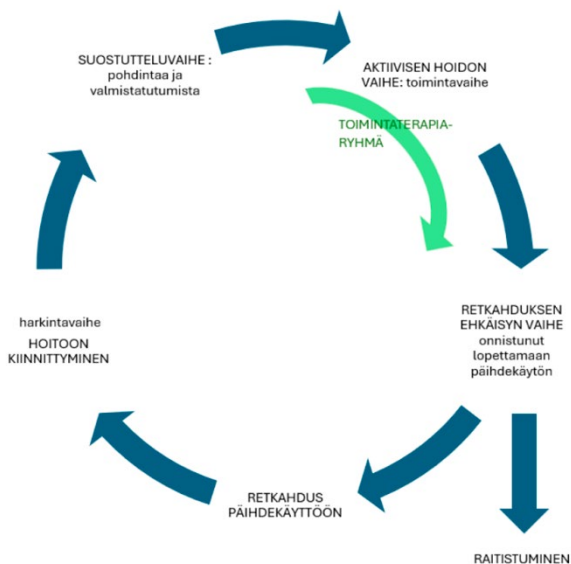 SUOSTUTTELUVAIHE :
pohdintaa ja
valmistatutumista
AKTIIVISEN HOIDON
VAIHE: toimintavaihe
TOIMINTATERAPIA-
RYHMÄ
RETKAHDUKSEN
EHKÄISYN VAIHE
onnistunut
lopettamaan
päihdekäytön
harkintavaihe
HOITOON
KIINNITTYMINEN
RETKAHDUS
PÄIHDEKÄYTTÖÖN
RAITISTUMINEN